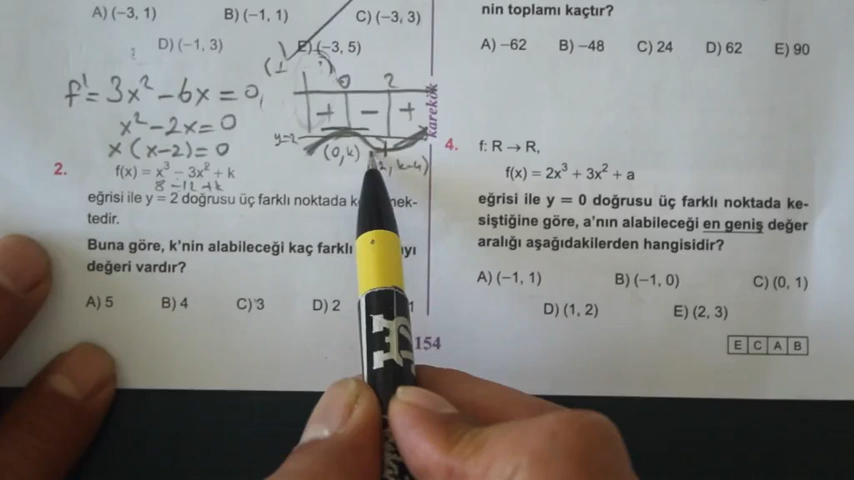 A) (−3, 1) B) (−1, 1) C) (−3, 3)
D) (−1, 3) E) (−3, 5)
f' = 3x² − 6x = 0,
x² − 2x = 0
x (x−2) = 0
0 2
+ − +
y=2
(0,k) 2, k−4)
2. f(x) = x³ − 3x² + k
8 − 12 + k
eğrisi ile y = 2 doğrusu üç farklı noktada
tedir.
Buna göre, k'nin alabileceği kaç farklı
değeri vardır?
A) 5 B) 4 C) 3 D) 2 1
karekök
154
nin toplamı kaçtır?
A) −62 B) −48 C) 24 D) 62 E) 90
4. f: R → R,
f(x) = 2x³ + 3x² + a
eğrisi ile y = 0 doğrusu üç farklı noktada ke-
siştiğine göre, a'nın alabileceği en geniş değer
aralığı aşağıdakilerden hangisidir?
A) (−1, 1) B) (−1, 0) C) (0, 1)
D) (1, 2) E) (2, 3)
E C A B